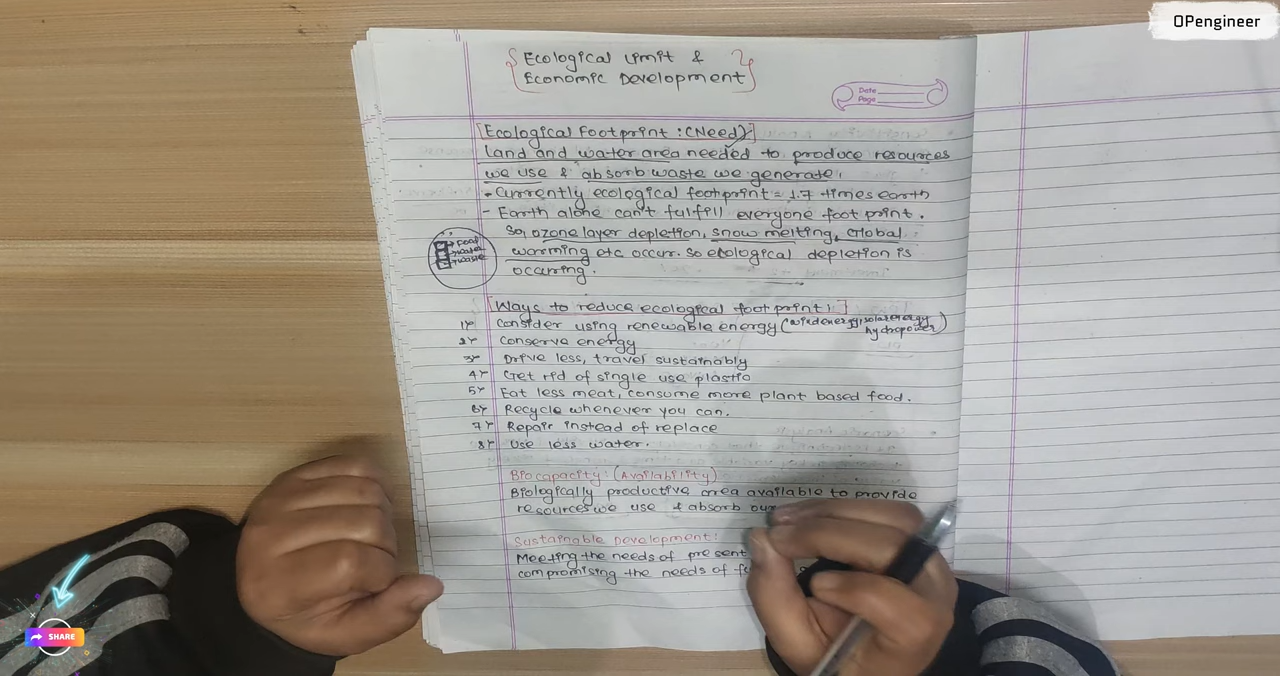 OPengineer
Ecological Limit &
Economic Development
Date
Page
[Ecological Footprint : (Need)]
Land and water area needed to produce resources
we use & absorb waste we generate.
- Currently ecological footprint = 1.7 times earth
- Earth alone can't fulfill everyone foot print.
So, ozone layer depletion, snow melting, Global
warming etc occur. so ecological depletion is
occurring.
Food
water
waste
[Ways to reduce ecological footprint:]
1) Consider using renewable energy (wind energy, solar energy
hydropower)
2) Conserve energy
3) Drive less, travel sustainably
4) Get rid of single use plastic
5) Eat less meat, consume more plant based food.
6) Recycle whenever you can.
7) Repair instead of replace
8) Use less water.
Biocapacity: (Availability)
Biologically productive area available to provide
resources we use & absorb our
Sustainable Development:
Meeting the needs of present
compromising the needs of
SHARE